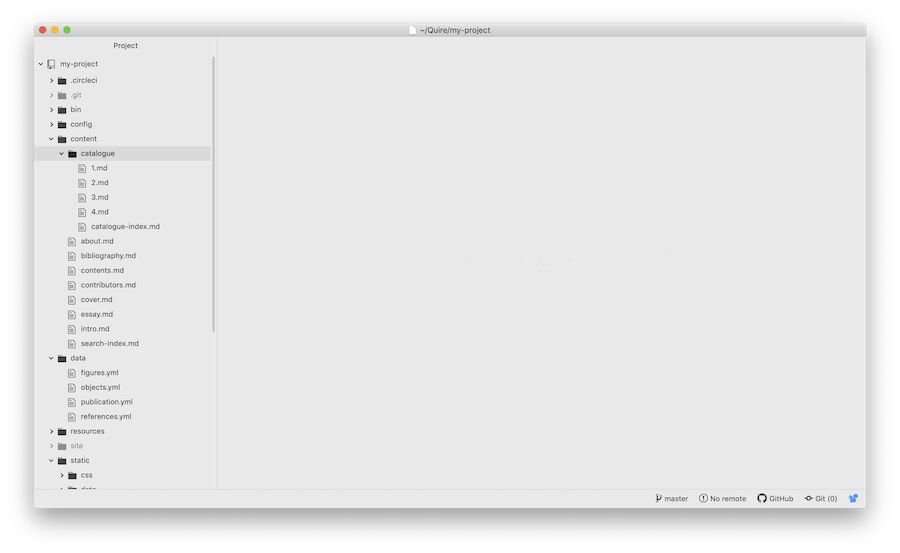 ~/Quire/my-project
Project
my-project
.circleci
.git
bin
config
content
catalogue
1.md
2.md
3.md
4.md
catalogue-index.md
about.md
bibliography.md
contents.md
contributors.md
cover.md
essay.md
intro.md
search-index.md
data
figures.yml
objects.yml
publication.yml
references.yml
resources
site
static
css
data
master No remote GitHub Git (0)